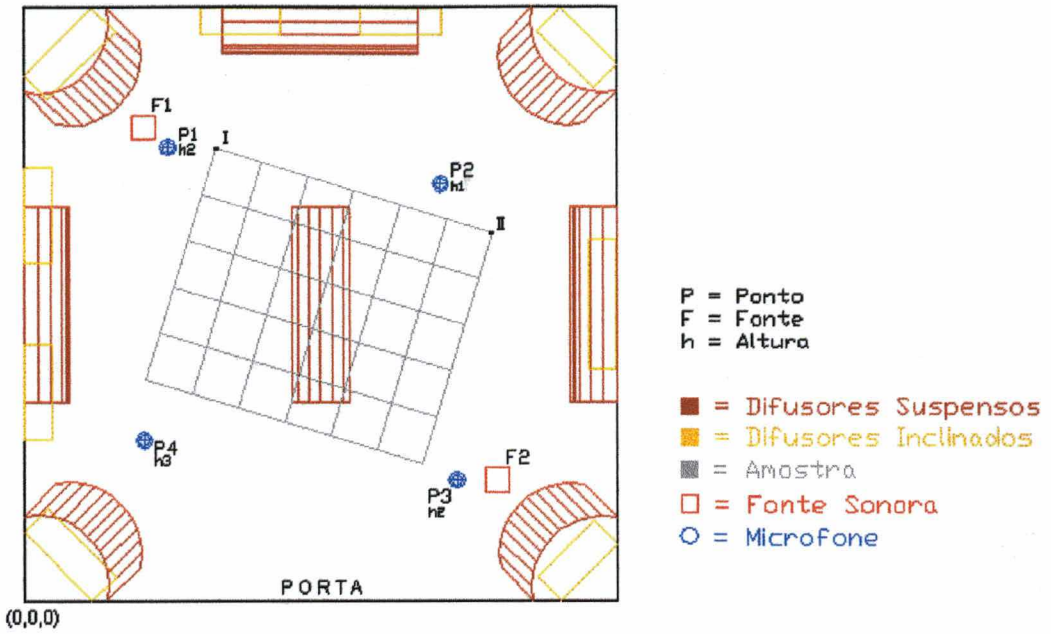 F1
P1
h2
I
P2
h1
II
P4
h3
P3
h2
F2
PORTA
(0,0,0)
P = Ponto
F = Fonte
h = Altura
= Difusores Suspensos
= Difusores Inclinados
= Amostra
= Fonte Sonora
= Microfone